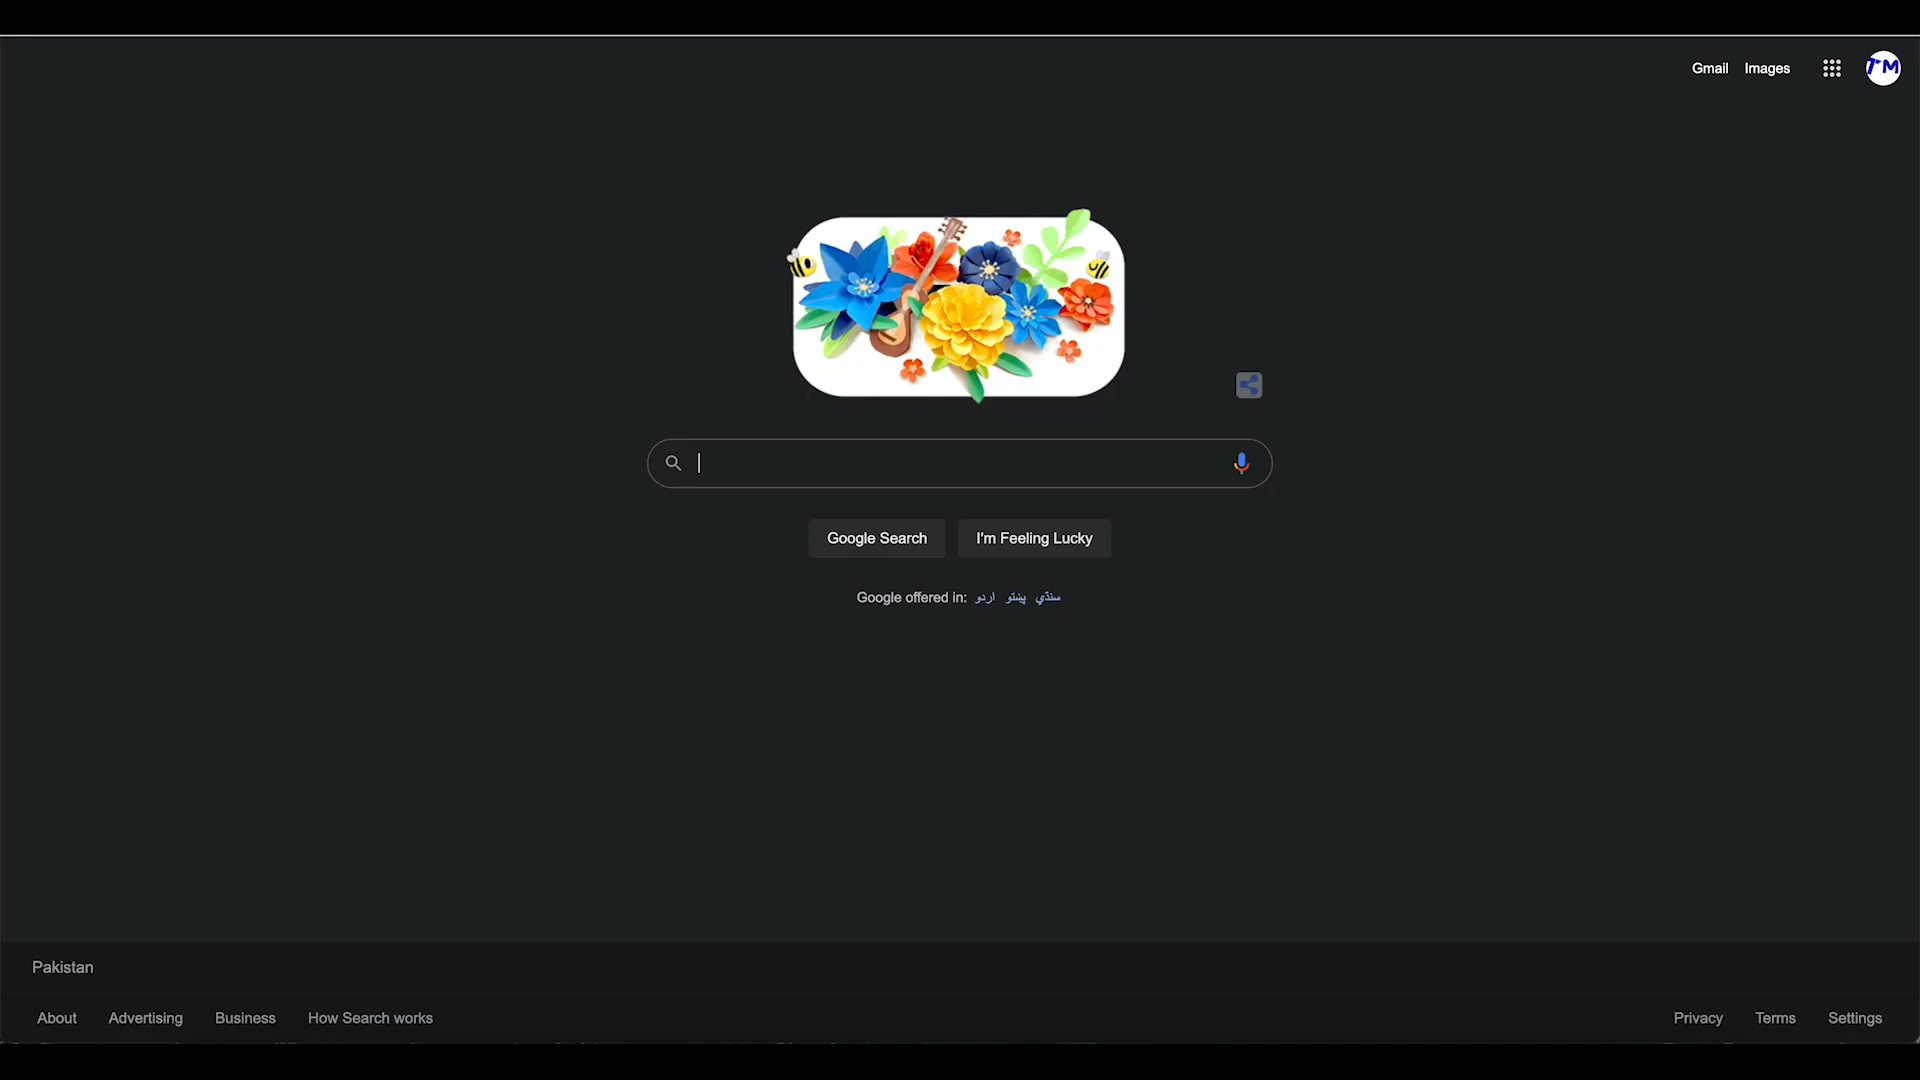 Gmail Images TM
Google Search I'm Feeling Lucky
Google offered in: اردو پښتو سنڌي
Pakistan
About Advertising Business How Search works Privacy Terms Settings